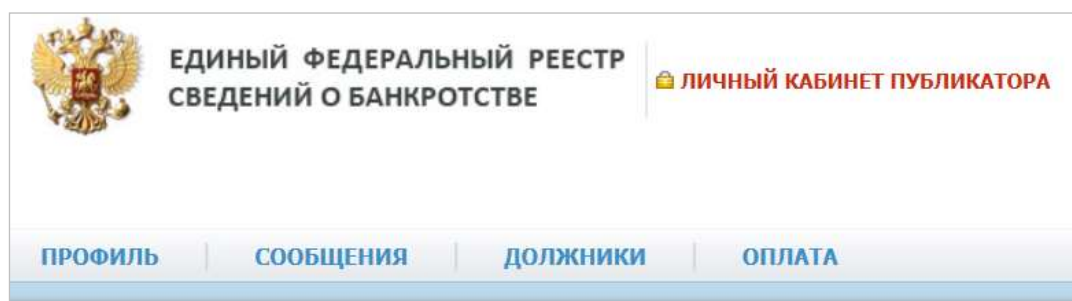 ЕДИНЫЙ ФЕДЕРАЛЬНЫЙ РЕЕСТР
СВЕДЕНИЙ О БАНКРОТСТВЕ
ЛИЧНЫЙ КАБИНЕТ ПУБЛИКАТОРА
ПРОФИЛЬ СООБЩЕНИЯ ДОЛЖНИКИ ОПЛАТА